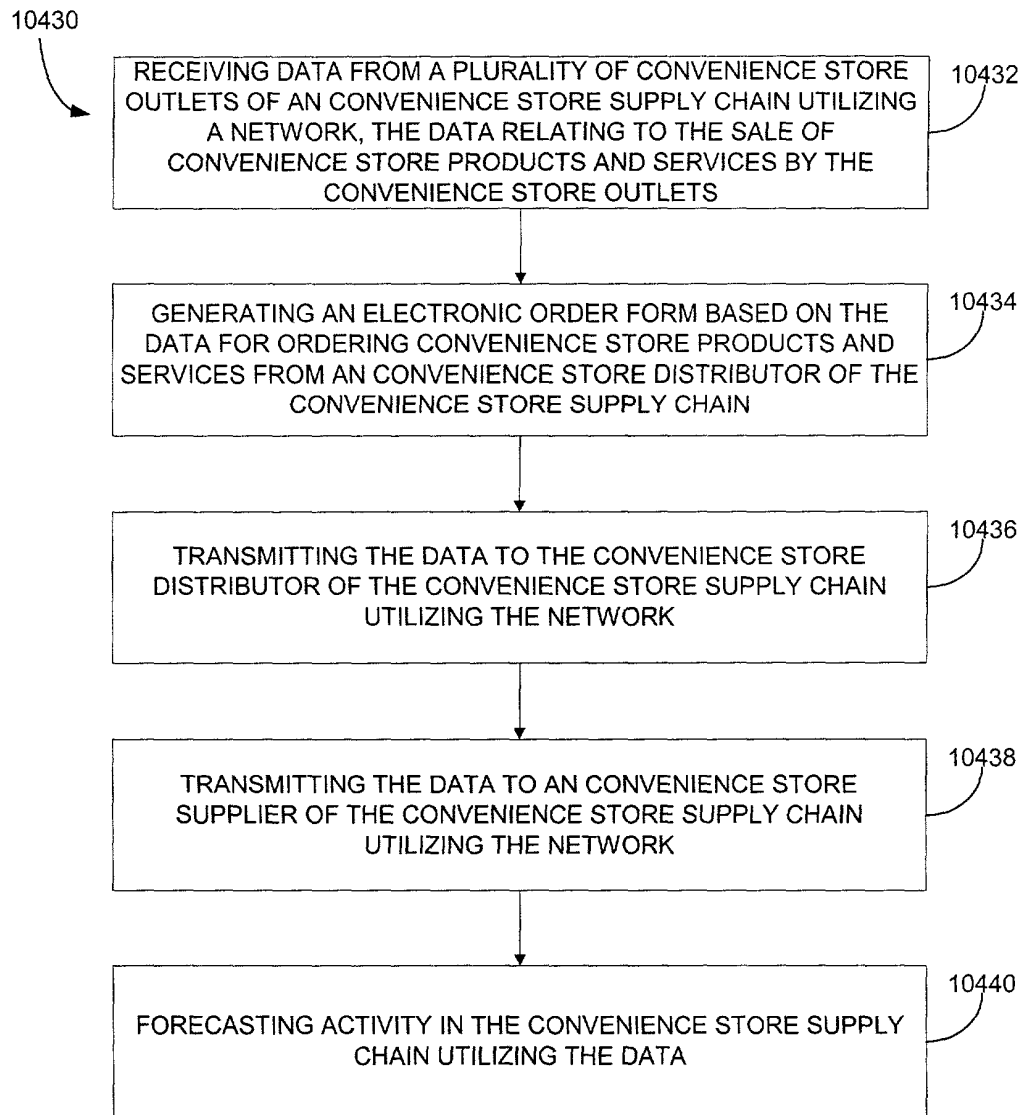 10430
RECEIVING DATA FROM A PLURALITY OF CONVENIENCE STORE
OUTLETS OF AN CONVENIENCE STORE SUPPLY CHAIN UTILIZING
A NETWORK, THE DATA RELATING TO THE SALE OF
CONVENIENCE STORE PRODUCTS AND SERVICES BY THE
CONVENIENCE STORE OUTLETS
10432
GENERATING AN ELECTRONIC ORDER FORM BASED ON THE
DATA FOR ORDERING CONVENIENCE STORE PRODUCTS AND
SERVICES FROM AN CONVENIENCE STORE DISTRIBUTOR OF THE
CONVENIENCE STORE SUPPLY CHAIN
10434
TRANSMITTING THE DATA TO THE CONVENIENCE STORE
DISTRIBUTOR OF THE CONVENIENCE STORE SUPPLY CHAIN
UTILIZING THE NETWORK
10436
TRANSMITTING THE DATA TO AN CONVENIENCE STORE
SUPPLIER OF THE CONVENIENCE STORE SUPPLY CHAIN
UTILIZING THE NETWORK
10438
FORECASTING ACTIVITY IN THE CONVENIENCE STORE SUPPLY
CHAIN UTILIZING THE DATA
10440